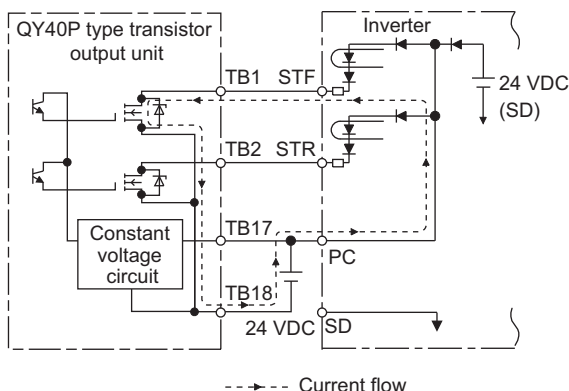 QY40P type transistor
output unit
Inverter
TB1 STF
24 VDC
(SD)
TB2 STR
TB17
Constant
voltage
circuit
PC
TB18
24 VDC
SD
Current flow